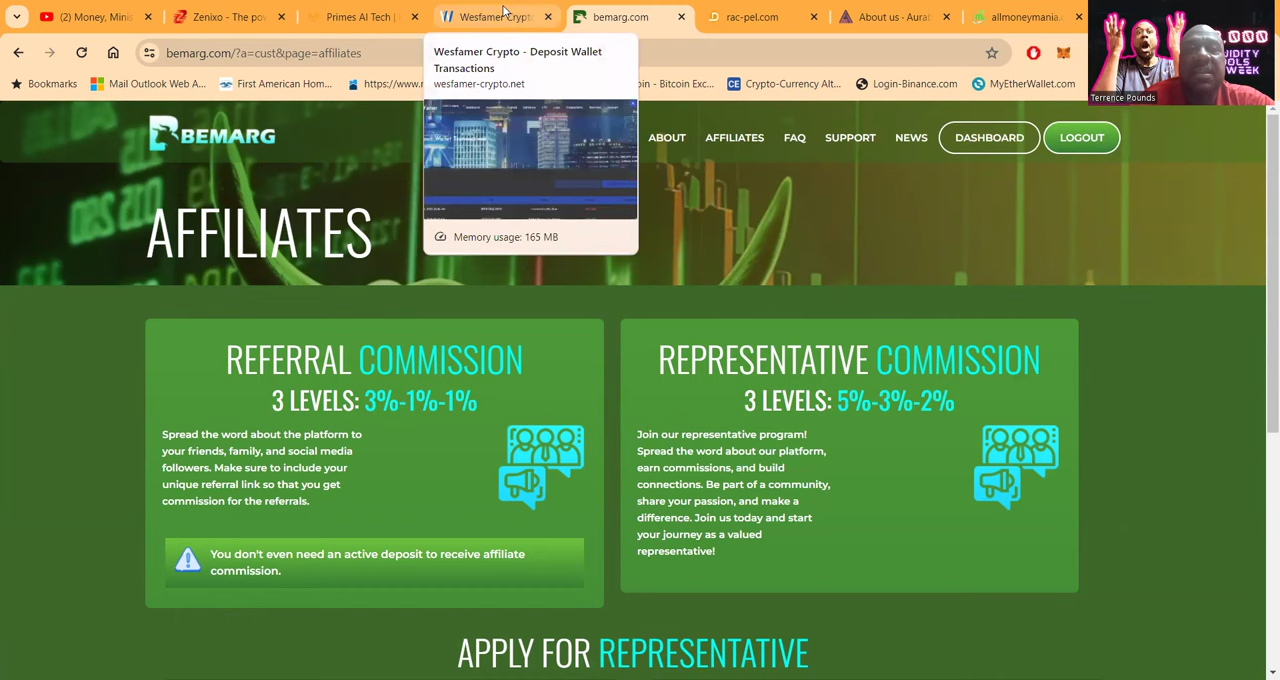 (2) Money, Minis
Zenixo - The po
Primes AI Tech |
Wesfamer Crypto
bemarg.com
rac-pel.com
About us - Aural
allmoneymania.
bemarg.com/?a=cust&page=affiliates
Bookmarks
Mail Outlook Web A...
First American Hom...
https://www.r
oin - Bitcoin Exc...
Crypto-Currency Alt...
Login-Binance.com
MyEtherWallet.com
Wesfamer Crypto - Deposit Wallet
Transactions
wesfamer-crypto.net
Memory usage: 165 MB
Terrence Pounds
BEMARG
ABOUT
AFFILIATES
FAQ
SUPPORT
NEWS
DASHBOARD
LOGOUT
AFFILIATES
REFERRAL COMMISSION
3 LEVELS: 3%-1%-1%
Spread the word about the platform to
your friends, family, and social media
followers. Make sure to include your
unique referral link so that you get
commission for the referrals.
You don't even need an active deposit to receive affiliate
commission.
REPRESENTATIVE COMMISSION
3 LEVELS: 5%-3%-2%
Join our representative program!
Spread the word about our platform,
earn commissions, and build
connections. Be part of a community,
share your passion, and make a
difference. Join us today and start
your journey as a valued
representative!
APPLY FOR REPRESENTATIVE